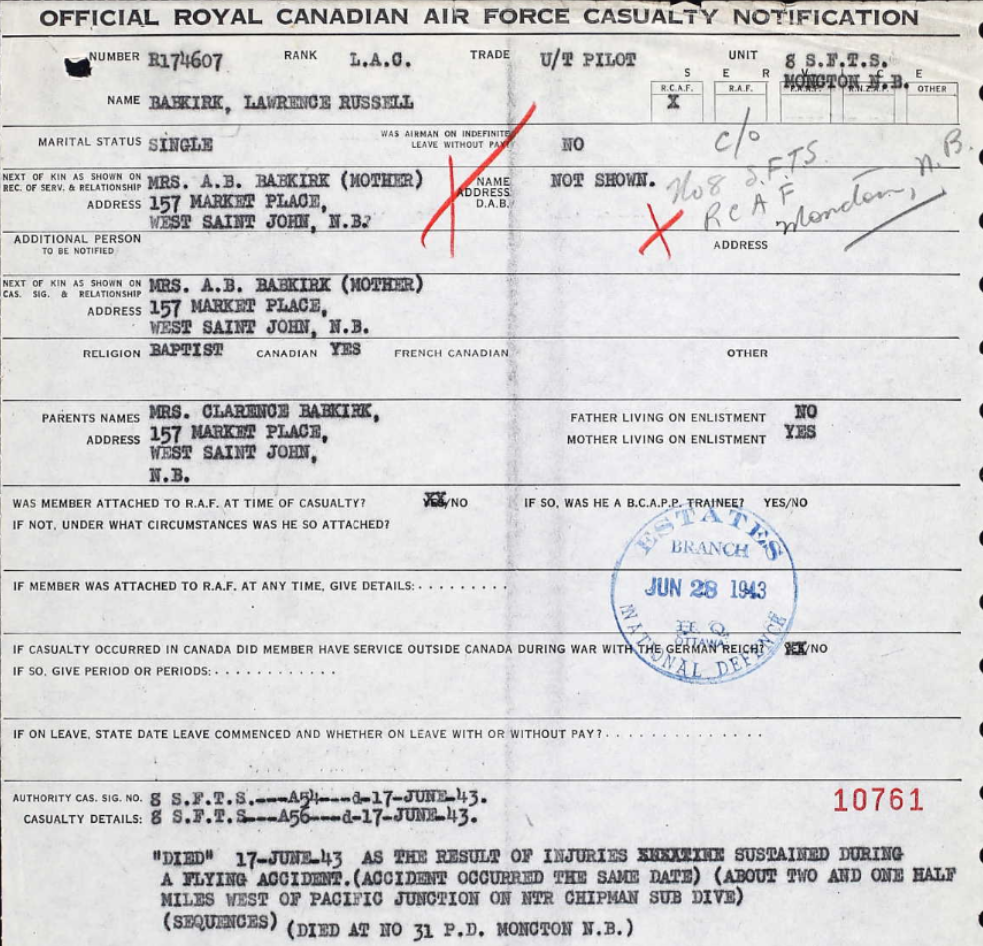 OFFICIAL ROYAL CANADIAN AIR FORCE CASUALTY NOTIFICATION
NUMBER R174607 RANK L.A.C. TRADE U/T PILOT UNIT 8 S.F.T.S.
MONCTON N.B.
S E R E
R.C.A.F. R.A.F. OTHER
X
NAME BABKIRK, LAWRENCE RUSSELL
MARITAL STATUS SINGLE WAS AIRMAN ON INDEFINITE LEAVE WITHOUT PAY? NO
c/o
No 8 S.F.T.S.
R C A F
Moncton, N.B.
NEXT OF KIN AS SHOWN ON REC. OF SERV. & RELATIONSHIP MRS. A.B. BABKIRK (MOTHER) NAME NOT SHOWN.
ADDRESS 157 MARKET PLACE, ADDRESS
WEST SAINT JOHN, N.B. D.A.B.
ADDITIONAL PERSON TO BE NOTIFIED ADDRESS
NEXT OF KIN AS SHOWN ON CAS. SIG. & RELATIONSHIP MRS. A.B. BABKIRK (MOTHER)
ADDRESS 157 MARKET PLACE,
WEST SAINT JOHN, N.B.
RELIGION BAPTIST CANADIAN YES FRENCH CANADIAN OTHER
PARENTS NAMES MRS. CLARENCE BABKIRK, FATHER LIVING ON ENLISTMENT NO
ADDRESS 157 MARKET PLACE, MOTHER LIVING ON ENLISTMENT YES
WEST SAINT JOHN,
N.B.
WAS MEMBER ATTACHED TO R.A.F. AT TIME OF CASUALTY? /NO IF SO, WAS HE A B.C.A.P.P. TRAINEE? YES/NO
IF NOT, UNDER WHAT CIRCUMSTANCES WAS HE SO ATTACHED?
ESTATES
BRANCH
JUN 28 1943
H. Q.
OTTAWA
NATIONAL DEFENCE
IF MEMBER WAS ATTACHED TO R.A.F. AT ANY TIME, GIVE DETAILS: . . . . . . . . .
IF CASUALTY OCCURRED IN CANADA DID MEMBER HAVE SERVICE OUTSIDE CANADA DURING WAR WITH THE GERMAN REICH? /NO
IF SO, GIVE PERIOD OR PERIODS: . . . . . . . . . . . .
IF ON LEAVE, STATE DATE LEAVE COMMENCED AND WHETHER ON LEAVE WITH OR WITHOUT PAY? . . . . . . . . . . . . . .
AUTHORITY CAS. SIG. NO. 8 S.F.T.S.---A54---d-17-JUNE-43.
10761
CASUALTY DETAILS: 8 S.F.T.S---A56---d-17-JUNE-43.
"DIED" 17-JUNE-43 AS THE RESULT OF INJURIES SUSTAINED DURING
A FLYING ACCIDENT.(ACCIDENT OCCURRED THE SAME DATE) (ABOUT TWO AND ONE HALF
MILES WEST OF PACIFIC JUNCTION ON NTR CHIPMAN SUB DIVE)
(SEQUENCES) (DIED AT NO 31 P.D. MONCTON N.B.)